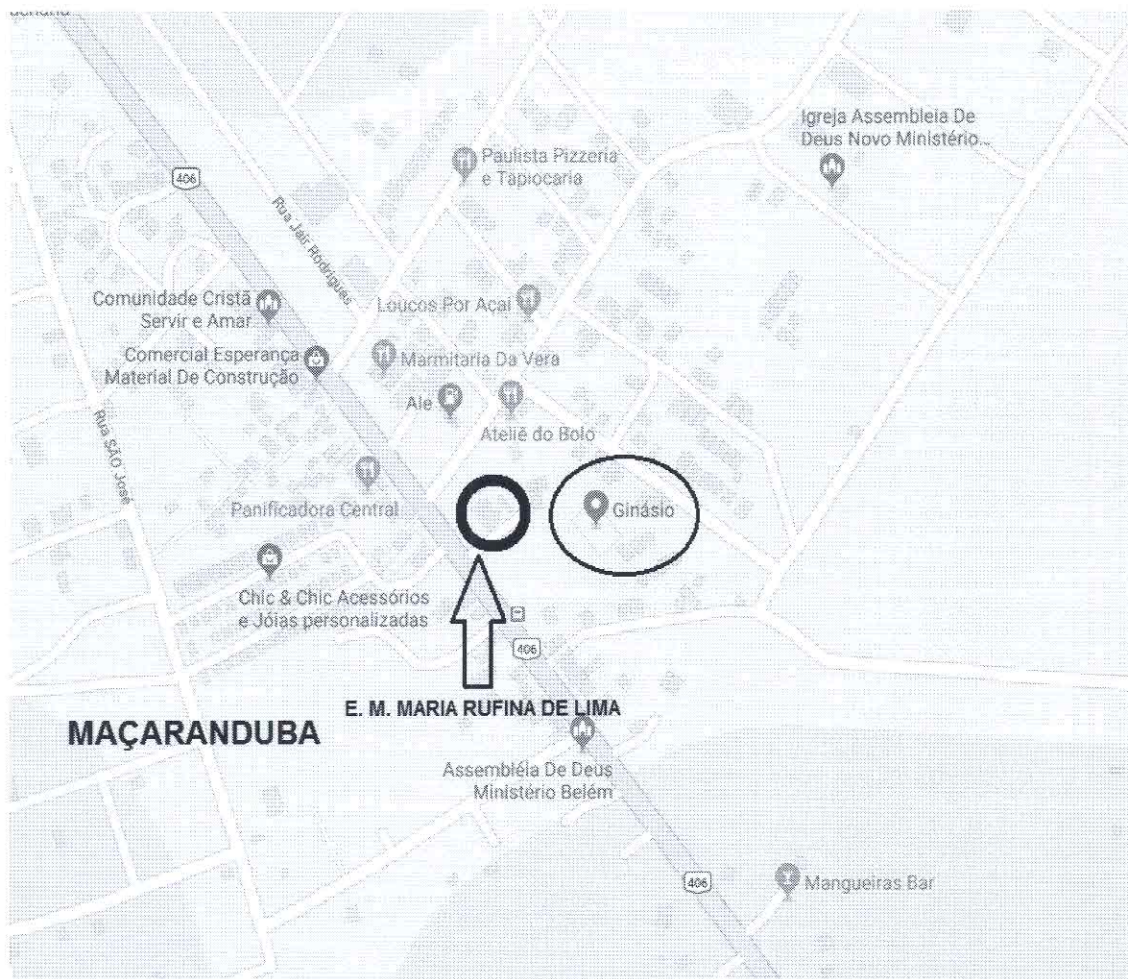 Igreja Assembleia De
Deus Novo Ministério...
Paulista Pizzeria
e Tapiocaria
406
Rua Jair Rodrigues
Comunidade Cristã
Servir e Amar
Loucos Por Açaí
Comercial Esperança
Material De Construção
Marmitaria Da Vera
Ale
Ateliê do Bolo
Rua SÃO José
Panificadora Central
Ginásio
Chic & Chic Acessórios
e Jóias personalizadas
406
E. M. MARIA RUFINA DE LIMA
MAÇARANDUBA
Assembléia De Deus
Ministério Belém
406
Mangueiras Bar